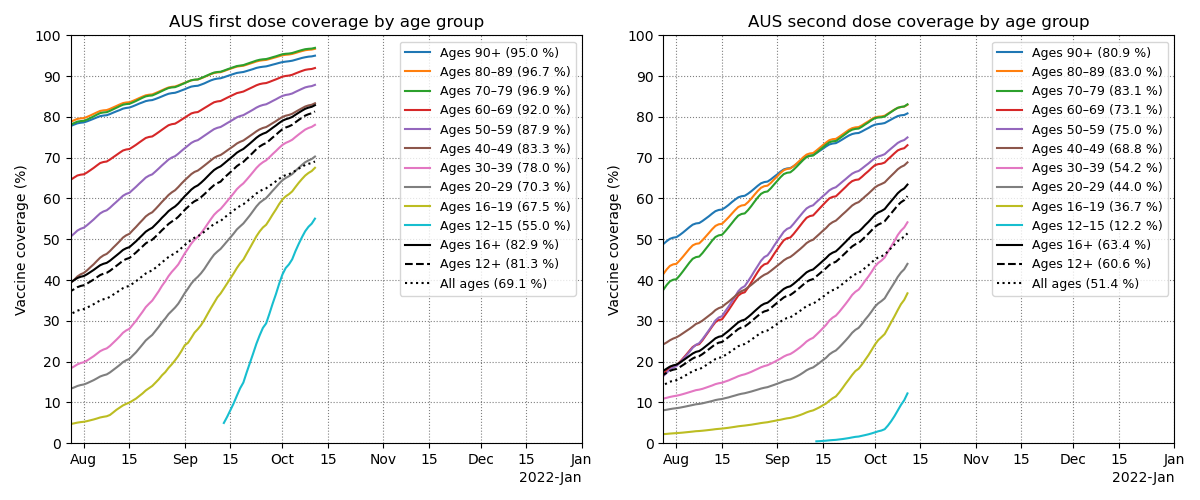 AUS first dose coverage by age group
Vaccine coverage (%)
100
90
80
70
60
50
40
30
20
10
0
Ages 90+ (95.0 %)
Ages 80–89 (96.7 %)
Ages 70–79 (96.9 %)
Ages 60–69 (92.0 %)
Ages 50–59 (87.9 %)
Ages 40–49 (83.3 %)
Ages 30–39 (78.0 %)
Ages 20–29 (70.3 %)
Ages 16–19 (67.5 %)
Ages 12–15 (55.0 %)
Ages 16+ (82.9 %)
Ages 12+ (81.3 %)
All ages (69.1 %)
Aug 15 Sep 15 Oct 15 Nov 15 Dec 15 Jan
2022-Jan
AUS second dose coverage by age group
Vaccine coverage (%)
100
90
80
70
60
50
40
30
20
10
0
Ages 90+ (80.9 %)
Ages 80–89 (83.0 %)
Ages 70–79 (83.1 %)
Ages 60–69 (73.1 %)
Ages 50–59 (75.0 %)
Ages 40–49 (68.8 %)
Ages 30–39 (54.2 %)
Ages 20–29 (44.0 %)
Ages 16–19 (36.7 %)
Ages 12–15 (12.2 %)
Ages 16+ (63.4 %)
Ages 12+ (60.6 %)
All ages (51.4 %)
Aug 15 Sep 15 Oct 15 Nov 15 Dec 15 Jan
2022-Jan